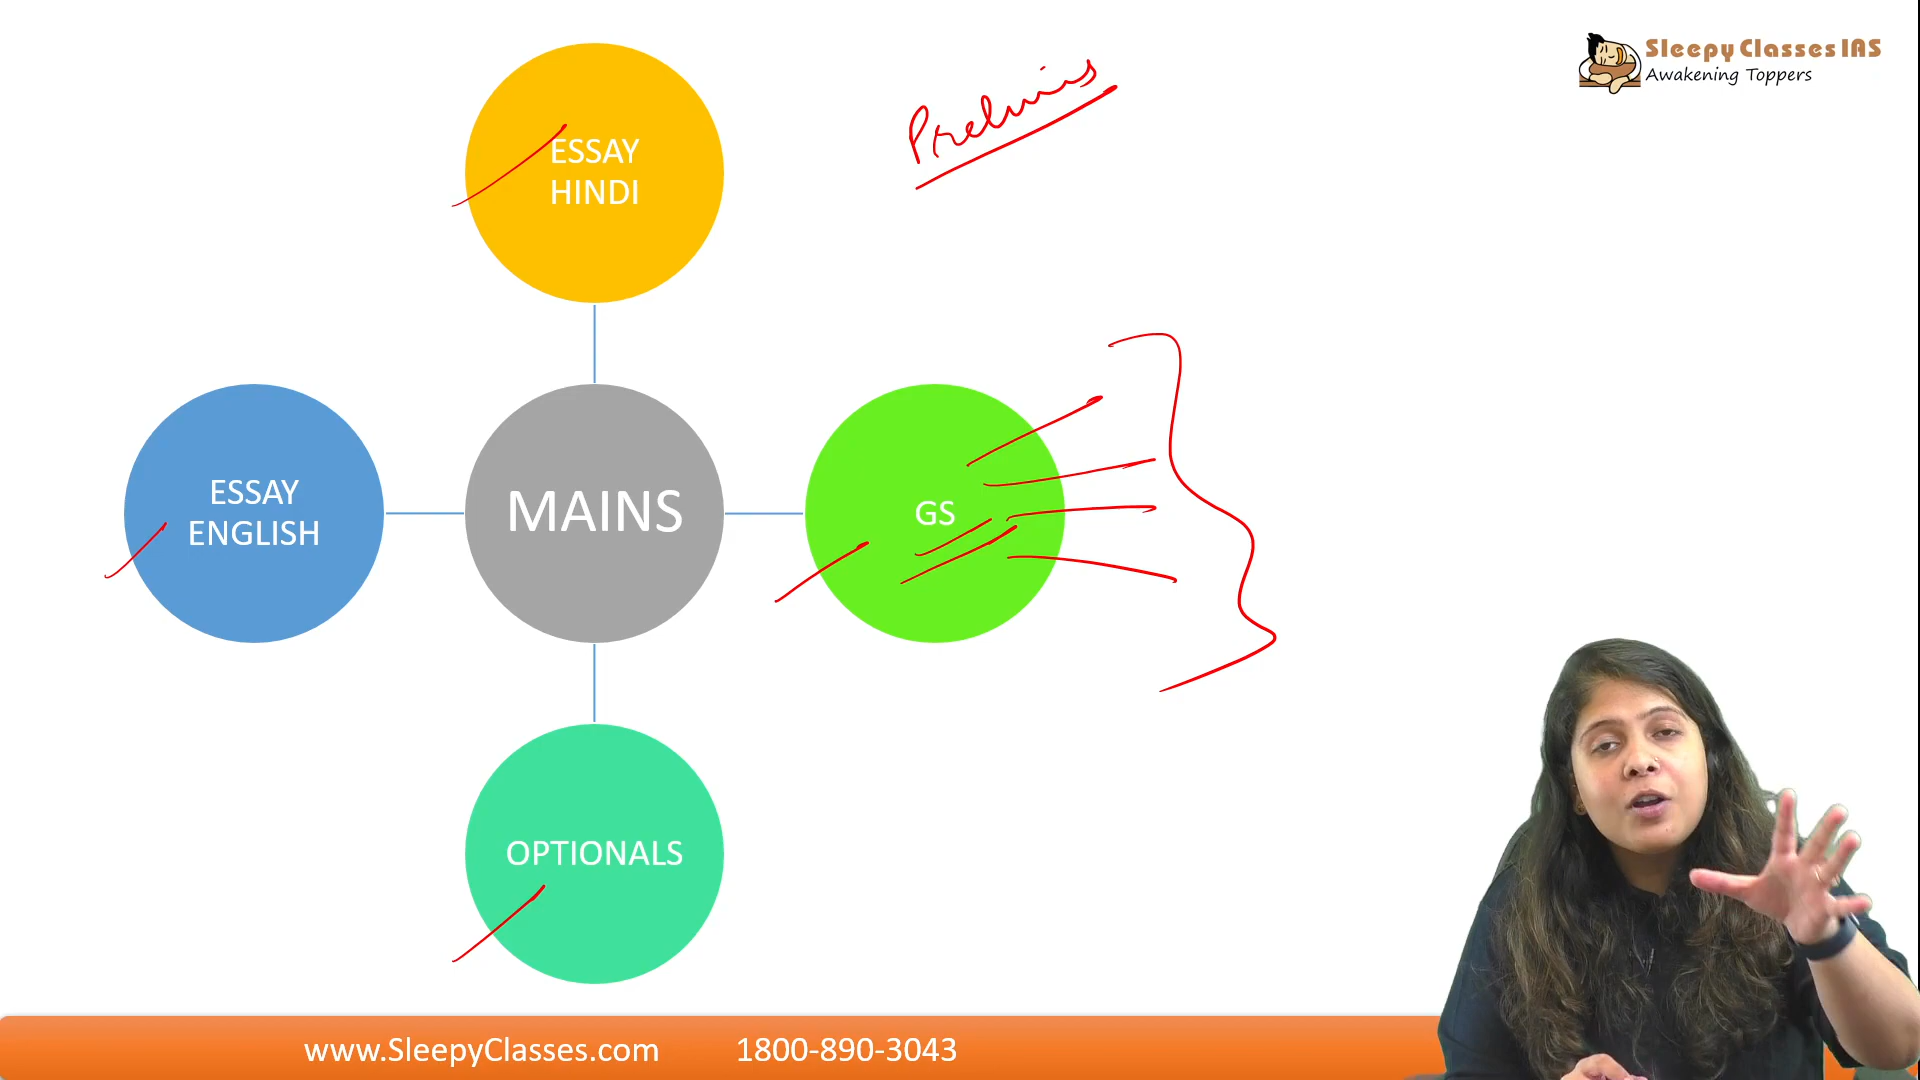 Sleepy Classes IAS
Awakening Toppers
Prelims
ESSAY
HINDI
ESSAY
ENGLISH
MAINS
GS
OPTIONALS
www.SleepyClasses.com 1800-890-3043